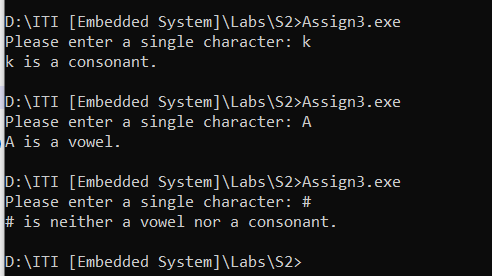 D:\ITI [Embedded System]\Labs\S2>Assign3.exe
Please enter a single character: k
k is a consonant.
D:\ITI [Embedded System]\Labs\S2>Assign3.exe
Please enter a single character: A
A is a vowel.
D:\ITI [Embedded System]\Labs\S2>Assign3.exe
Please enter a single character: #
# is neither a vowel nor a consonant.
D:\ITI [Embedded System]\Labs\S2>